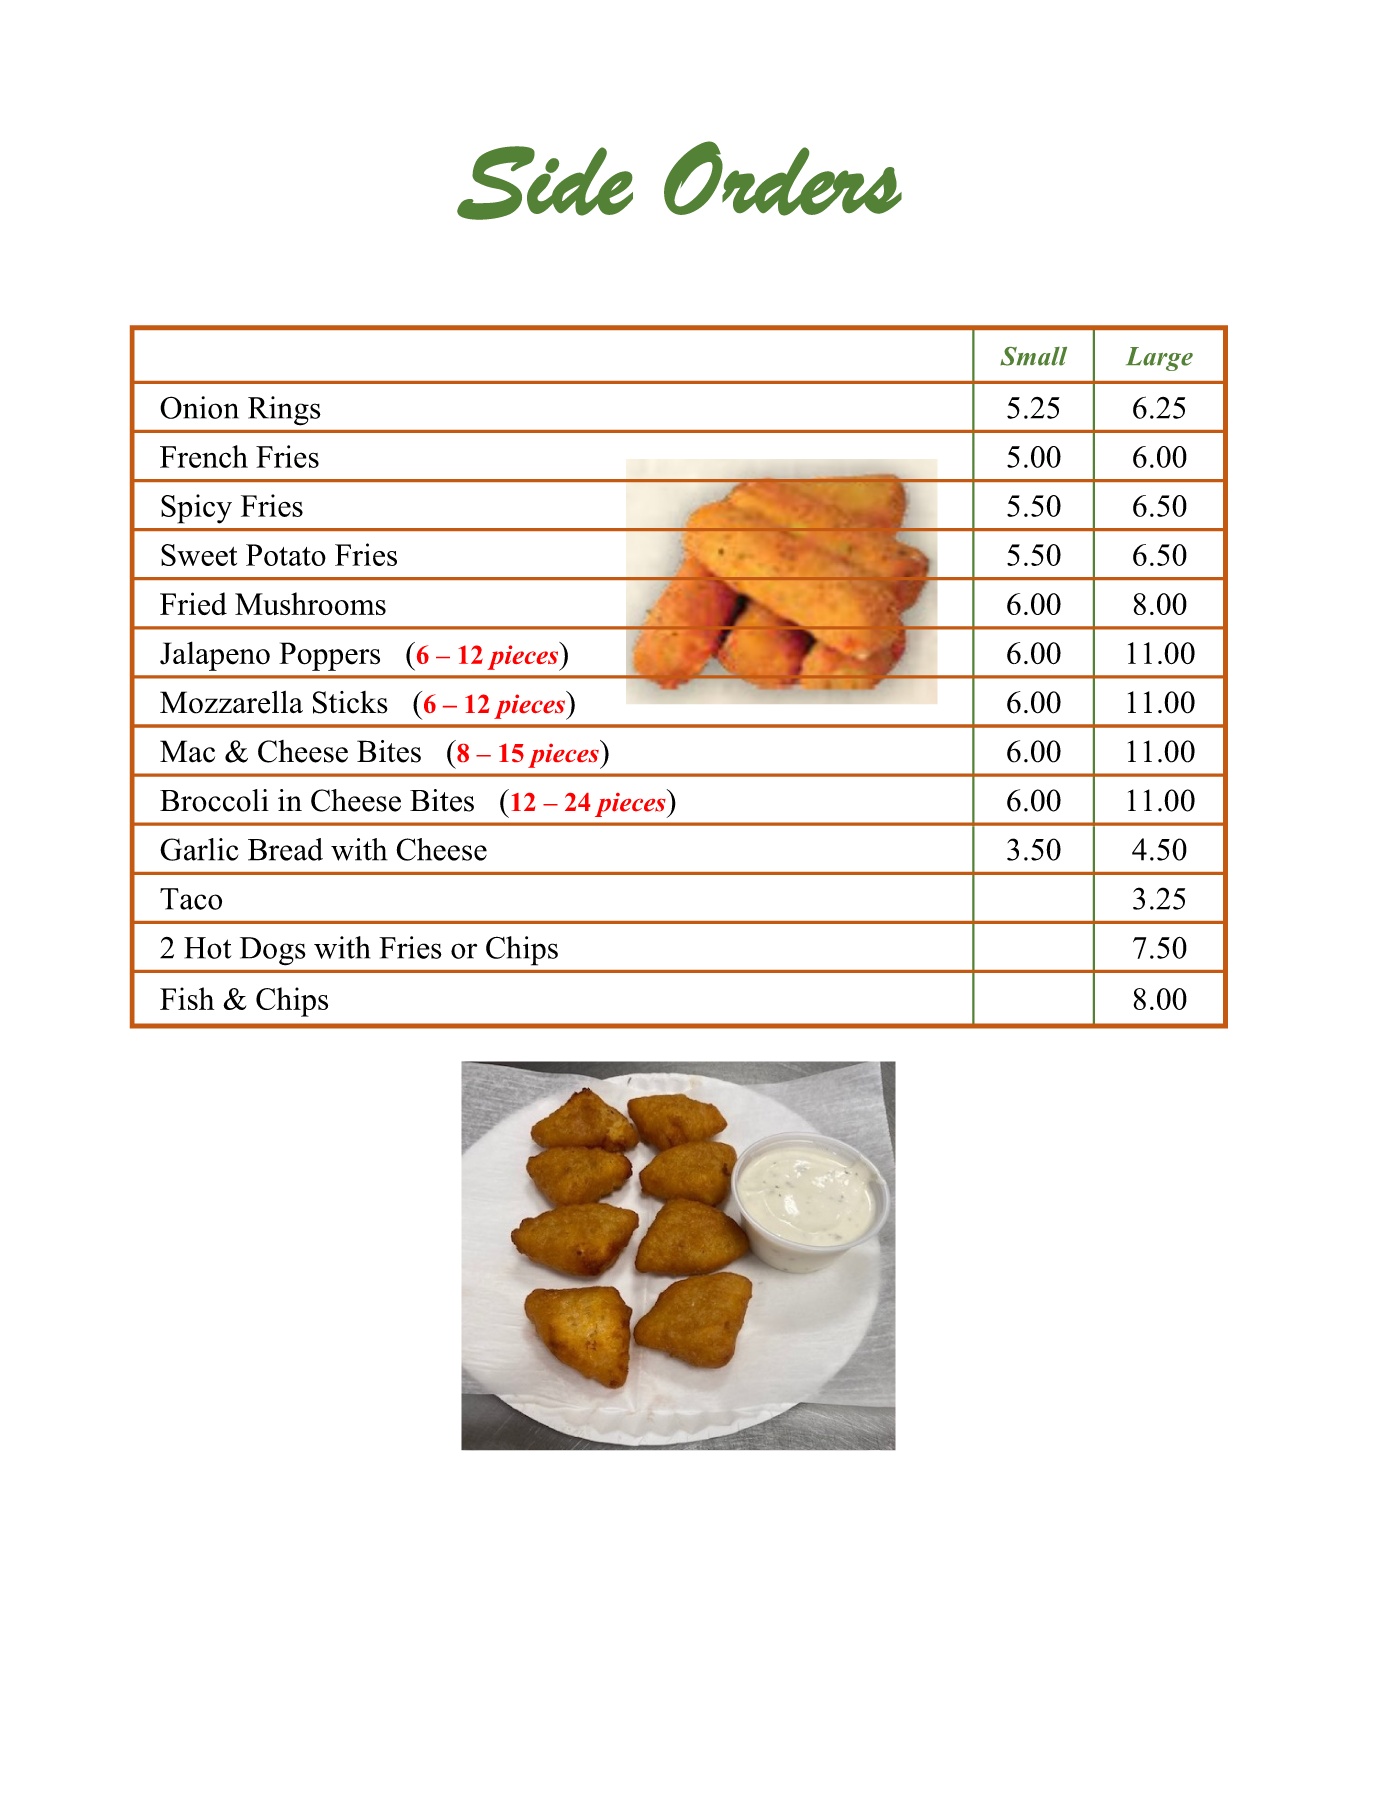 Side Orders
Small Large
Onion Rings 5.25 6.25
French Fries 5.00 6.00
Spicy Fries 5.50 6.50
Sweet Potato Fries 5.50 6.50
Fried Mushrooms 6.00 8.00
Jalapeno Poppers (6 – 12 pieces) 6.00 11.00
Mozzarella Sticks (6 – 12 pieces) 6.00 11.00
Mac & Cheese Bites (8 – 15 pieces) 6.00 11.00
Broccoli in Cheese Bites (12 – 24 pieces) 6.00 11.00
Garlic Bread with Cheese 3.50 4.50
Taco 3.25
2 Hot Dogs with Fries or Chips 7.50
Fish & Chips 8.00